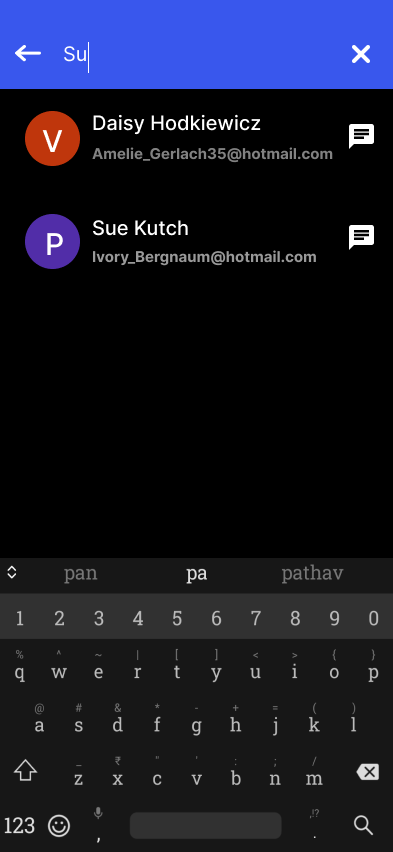 Su
V
Daisy Hodkiewicz
Amelie_Gerlach35@hotmail.com
P
Sue Kutch
Ivory_Bergnaum@hotmail.com
pan pa pathav
1 2 3 4 5 6 7 8 9 0
% ^ ~ | [ ] < > { }
q w e r t y u i o p
@ # & * - + = ( )
a s d f g h j k l
_ ₹ " ' : ; /
z x c v b n m
,!?
123 , .